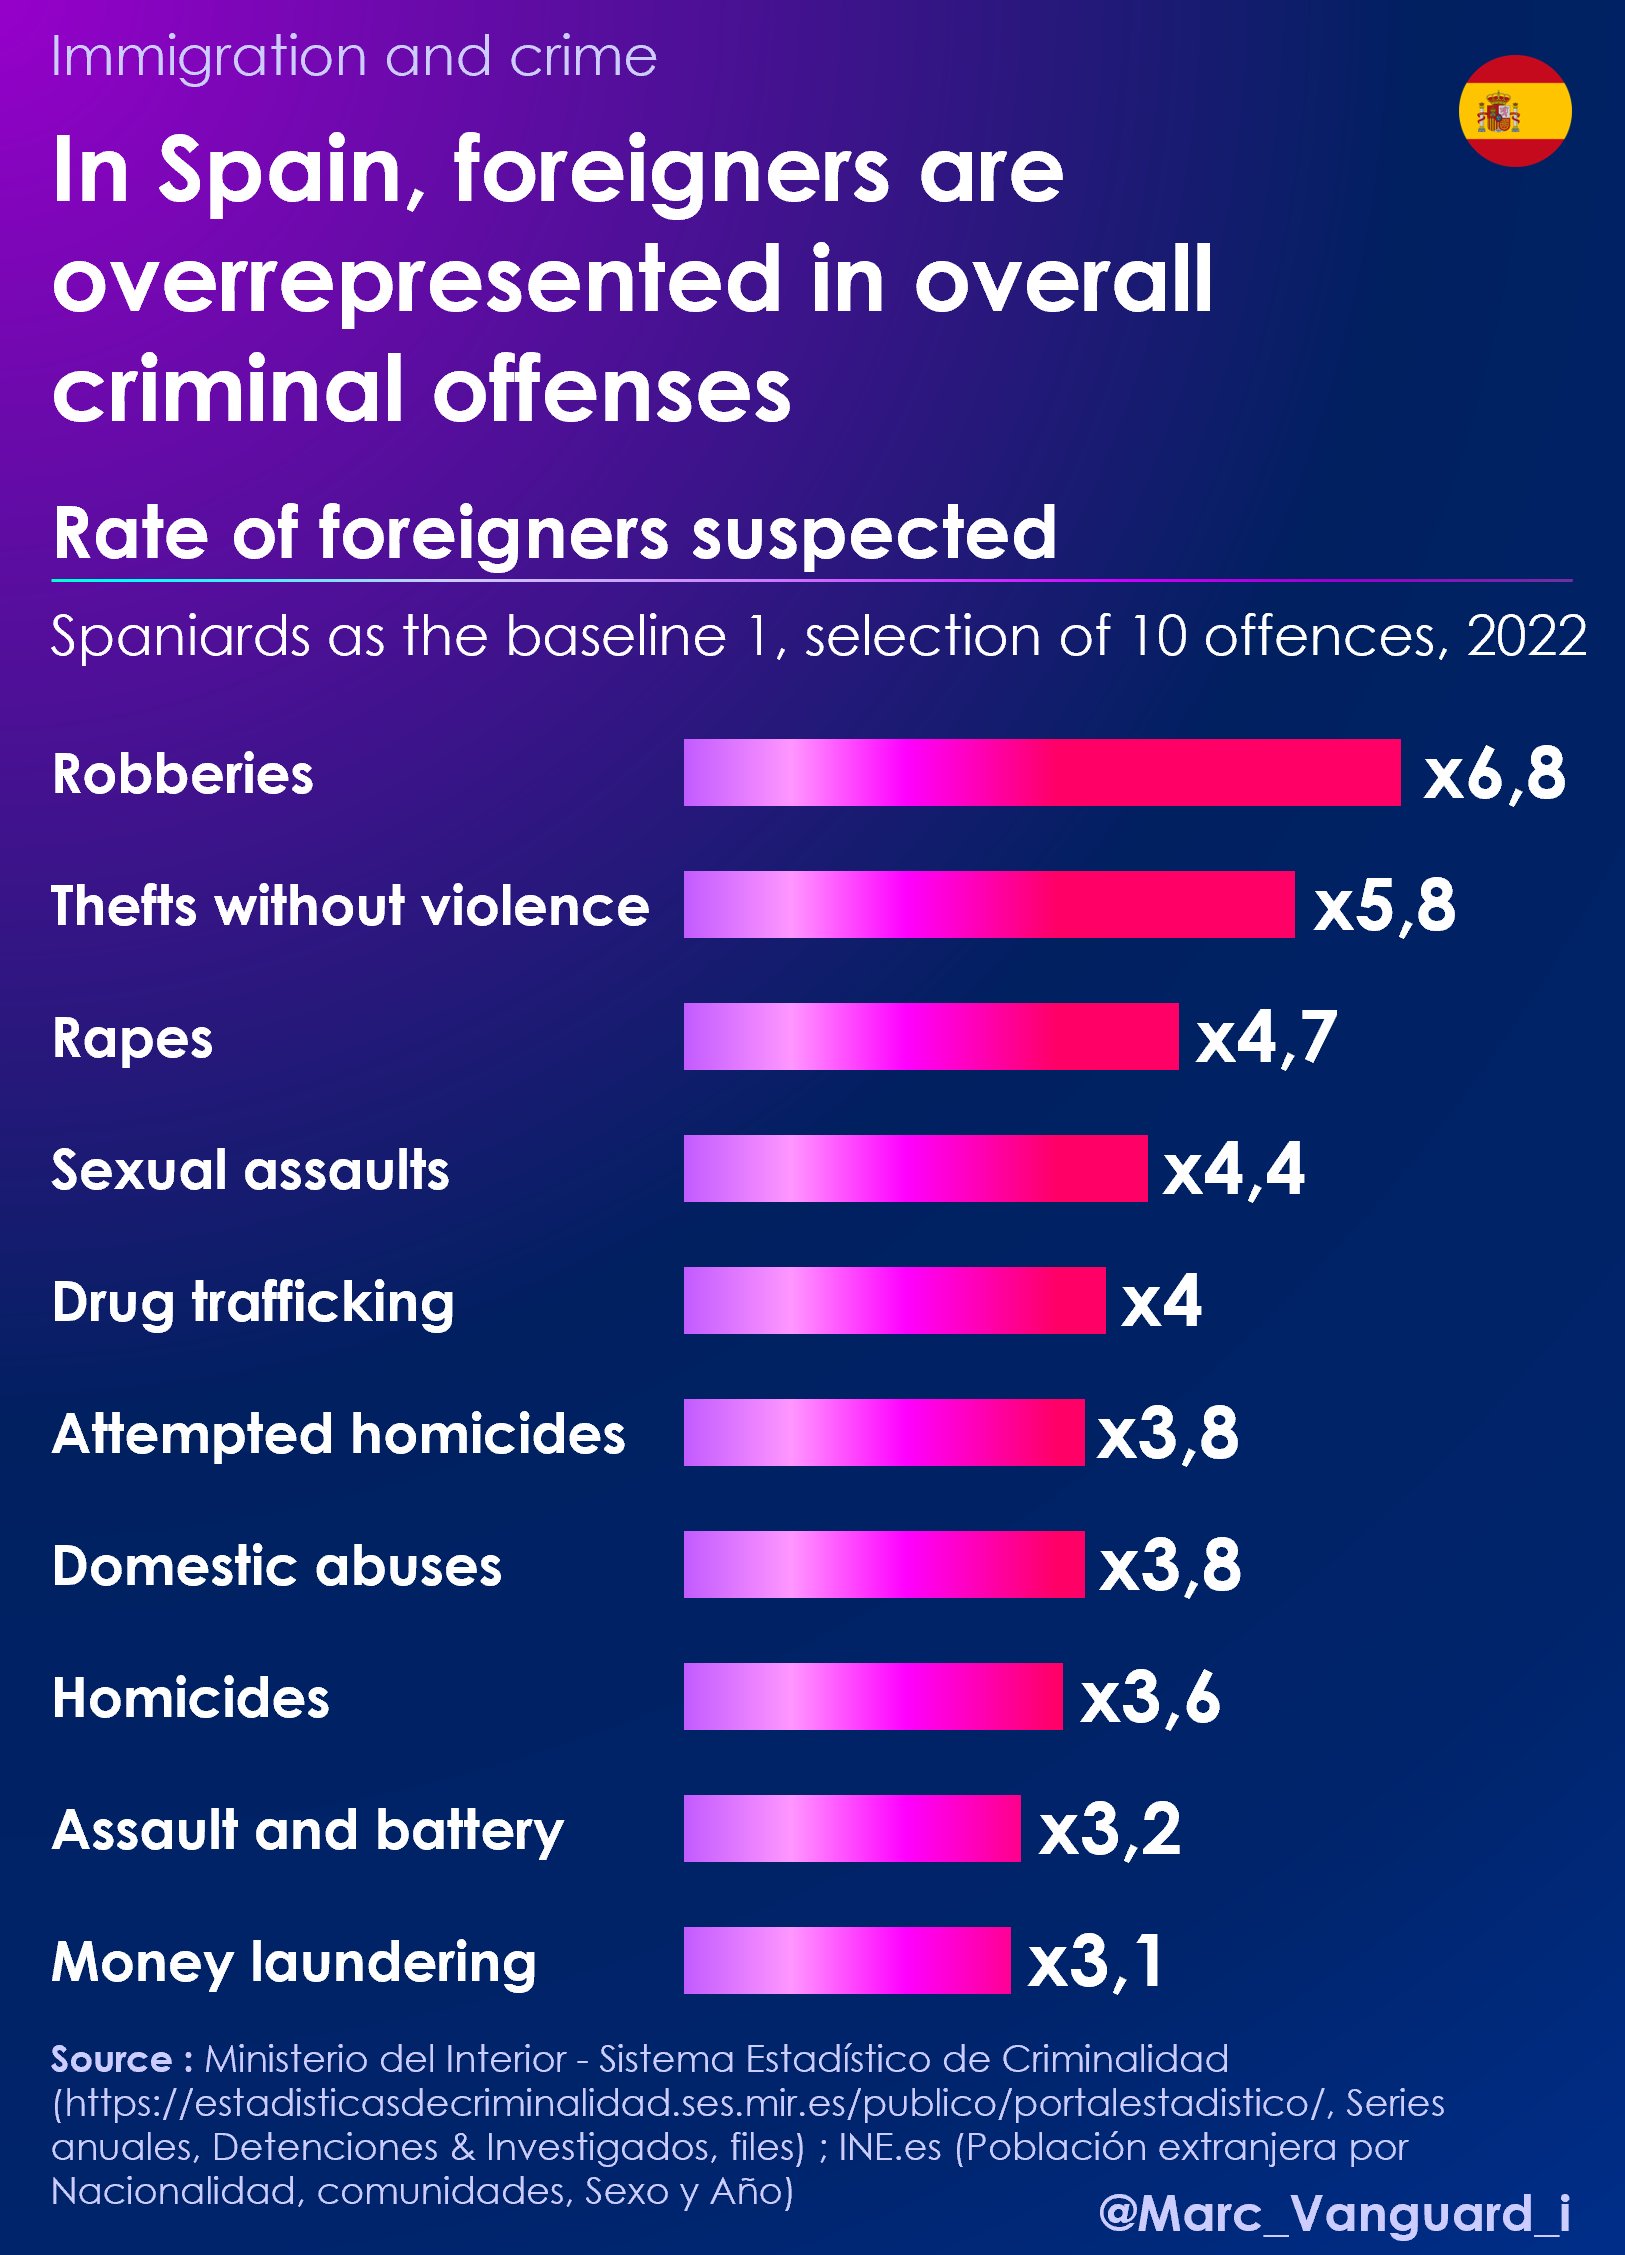 Immigration and crime
In Spain, foreigners are
overrepresented in overall
criminal offenses
Rate of foreigners suspected
Spaniards as the baseline 1, selection of 10 offences, 2022
Robberies x6,8
Thefts without violence x5,8
Rapes x4,7
Sexual assaults x4,4
Drug trafficking x4
Attempted homicides x3,8
Domestic abuses x3,8
Homicides x3,6
Assault and battery x3,2
Money laundering x3,1
Source : Ministerio del Interior - Sistema Estadístico de Criminalidad
(https://estadisticasdecriminalidad.ses.mir.es/publico/portalestadistico/, Series
anuales, Detenciones & Investigados, files) ; INE.es (Población extranjera por
Nacionalidad, comunidades, Sexo y Año)
@Marc_Vanguard_i